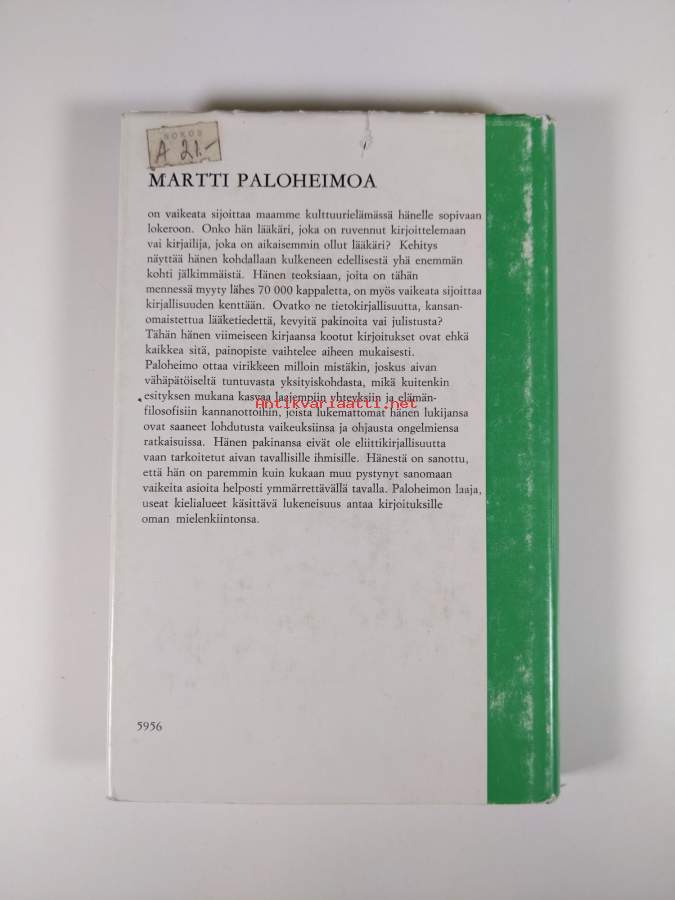 SOKOS
A 21.-
MARTTI PALOHEIMOA
on vaikeata sijoittaa maamme kulttuurielämässä hänelle sopivaan
lokeroon. Onko hän lääkäri, joka on ruvennut kirjoittelemaan
vai kirjailija, joka on aikaisemmin ollut lääkäri? Kehitys
näyttää hänen kohdallaan kulkeneen edellisestä yhä enemmän
kohti jälkimmäistä. Hänen teoksiaan, joita on tähän
mennessä myyty lähes 70 000 kappaletta, on myös vaikeata sijoittaa
kirjallisuuden kenttään. Ovatko ne tietokirjallisuutta, kansan-
omaistettua lääketiedettä, kevyitä pakinoita vai julistusta?
Tähän hänen viimeiseen kirjaansa kootut kirjoitukset ovat ehkä
kaikkea sitä, painopiste vaihtelee aiheen mukaisesti.
Paloheimo ottaa virikkeen milloin mistäkin, joskus aivan
vähäpätöiseltä tuntuvasta yksityiskohdasta, mikä kuitenkin
esityksen mukana kasvaa laajempiin yhteyksiin ja elämän-
Antikvariaatti.net
filosofisiin kannanottoihin, joista lukemattomat hänen lukijansa
ovat saaneet lohdutusta vaikeuksiinsa ja ohjausta ongelmiensa
ratkaisuissa. Hänen pakinansa eivät ole eliittikirjallisuutta
vaan tarkoitetut aivan tavallisille ihmisille. Hänestä on sanottu,
että hän on paremmin kuin kukaan muu pystynyt sanomaan
vaikeita asioita helposti ymmärrettävällä tavalla. Paloheimon laaja,
useat kielialueet käsittävä lukeneisuus antaa kirjoituksille
oman mielenkiintonsa.
5956